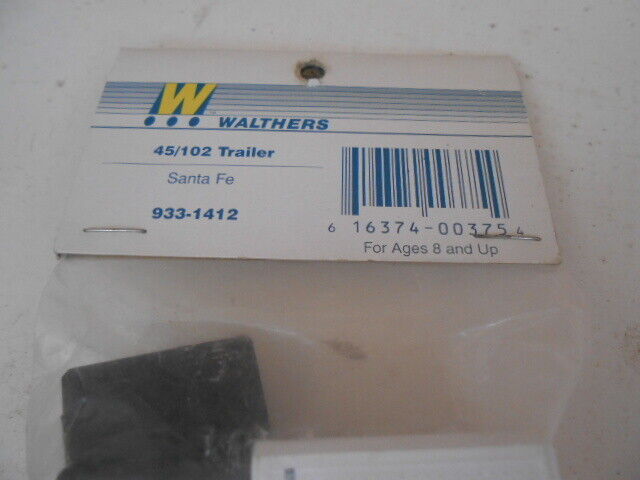 W
WALTHERS
45/102 Trailer
Santa Fe
933-1412
6 16374-00375 4
For Ages 8 and Up